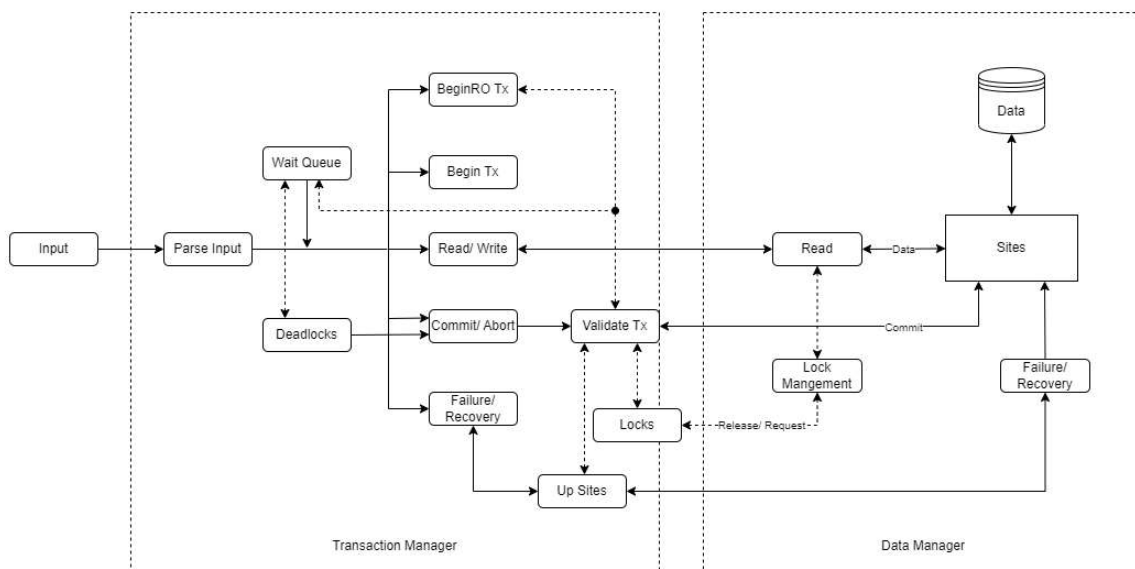 BeginRO Tx
Data
Wait Queue
Begin Tx
Input
Parse Input
Read/ Write
Read
Data
Sites
Deadlocks
Commit/ Abort
Validate Tx
Commit
Lock
Mangement
Failure/
Recovery
Failure/
Recovery
Locks
Release/ Request
Up Sites
Transaction Manager
Data Manager